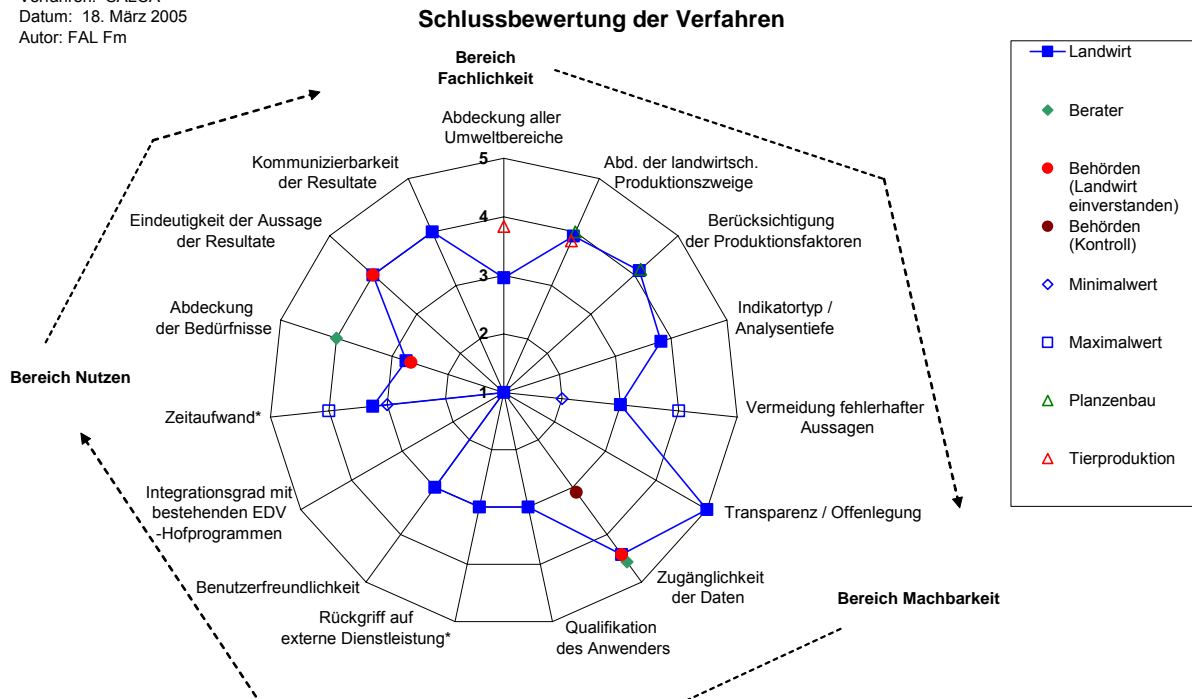 Datum: 18. März 2005
Autor: FAL Fm
Schlussbewertung der Verfahren
Bereich
Fachlichkeit
Abdeckung aller
Umweltbereiche
Abd. der landwirtsch.
Produktionszweige
Berücksichtigung
der Produktionsfaktoren
Indikatortyp /
Analysentiefe
Vermeidung fehlerhafter
Aussagen
Transparenz / Offenlegung
Zugänglichkeit
der Daten
Bereich Machbarkeit
Qualifikation
des Anwenders
Rückgriff auf
externe Dienstleistung*
Benutzerfreundlichkeit
Integrationsgrad mit
bestehenden EDV
-Hofprogrammen
Zeitaufwand*
Bereich Nutzen
Abdeckung
der Bedürfnisse
Eindeutigkeit der Aussage
der Resultate
Kommunizierbarkeit
der Resultate
5
4
3
2
1
Landwirt
Berater
Behörden
(Landwirt
einverstanden)
Behörden
(Kontroll)
Minimalwert
Maximalwert
Planzenbau
Tierproduktion